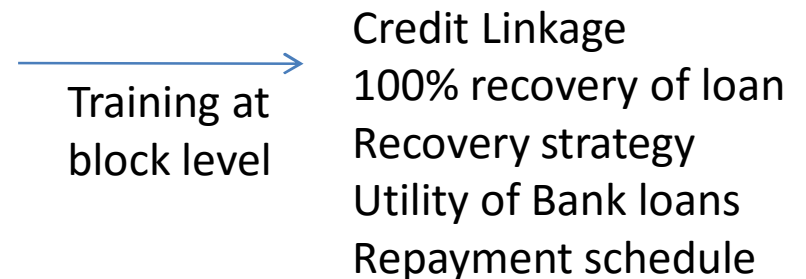 Training at
block level
Credit Linkage
100% recovery of loan
Recovery strategy
Utility of Bank loans
Repayment schedule